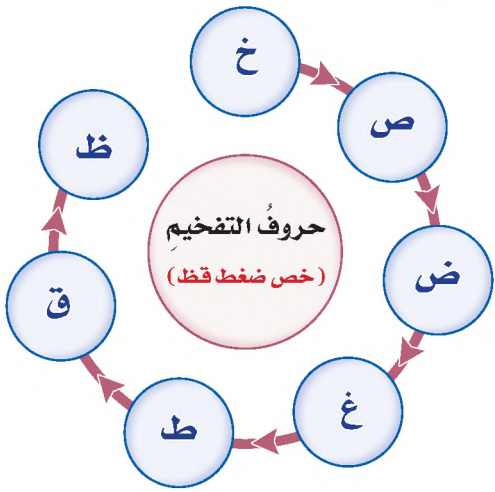 خ
ص
ض
غ
ط
ق
ظ
حروفُ التفخيمِ
(خص ضغط قظ)